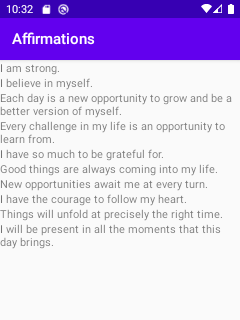 10:32
Affirmations
I am strong.
I believe in myself.
Each day is a new opportunity to grow and be a
better version of myself.
Every challenge in my life is an opportunity to
learn from.
I have so much to be grateful for.
Good things are always coming into my life.
New opportunities await me at every turn.
I have the courage to follow my heart.
Things will unfold at precisely the right time.
I will be present in all the moments that this
day brings.